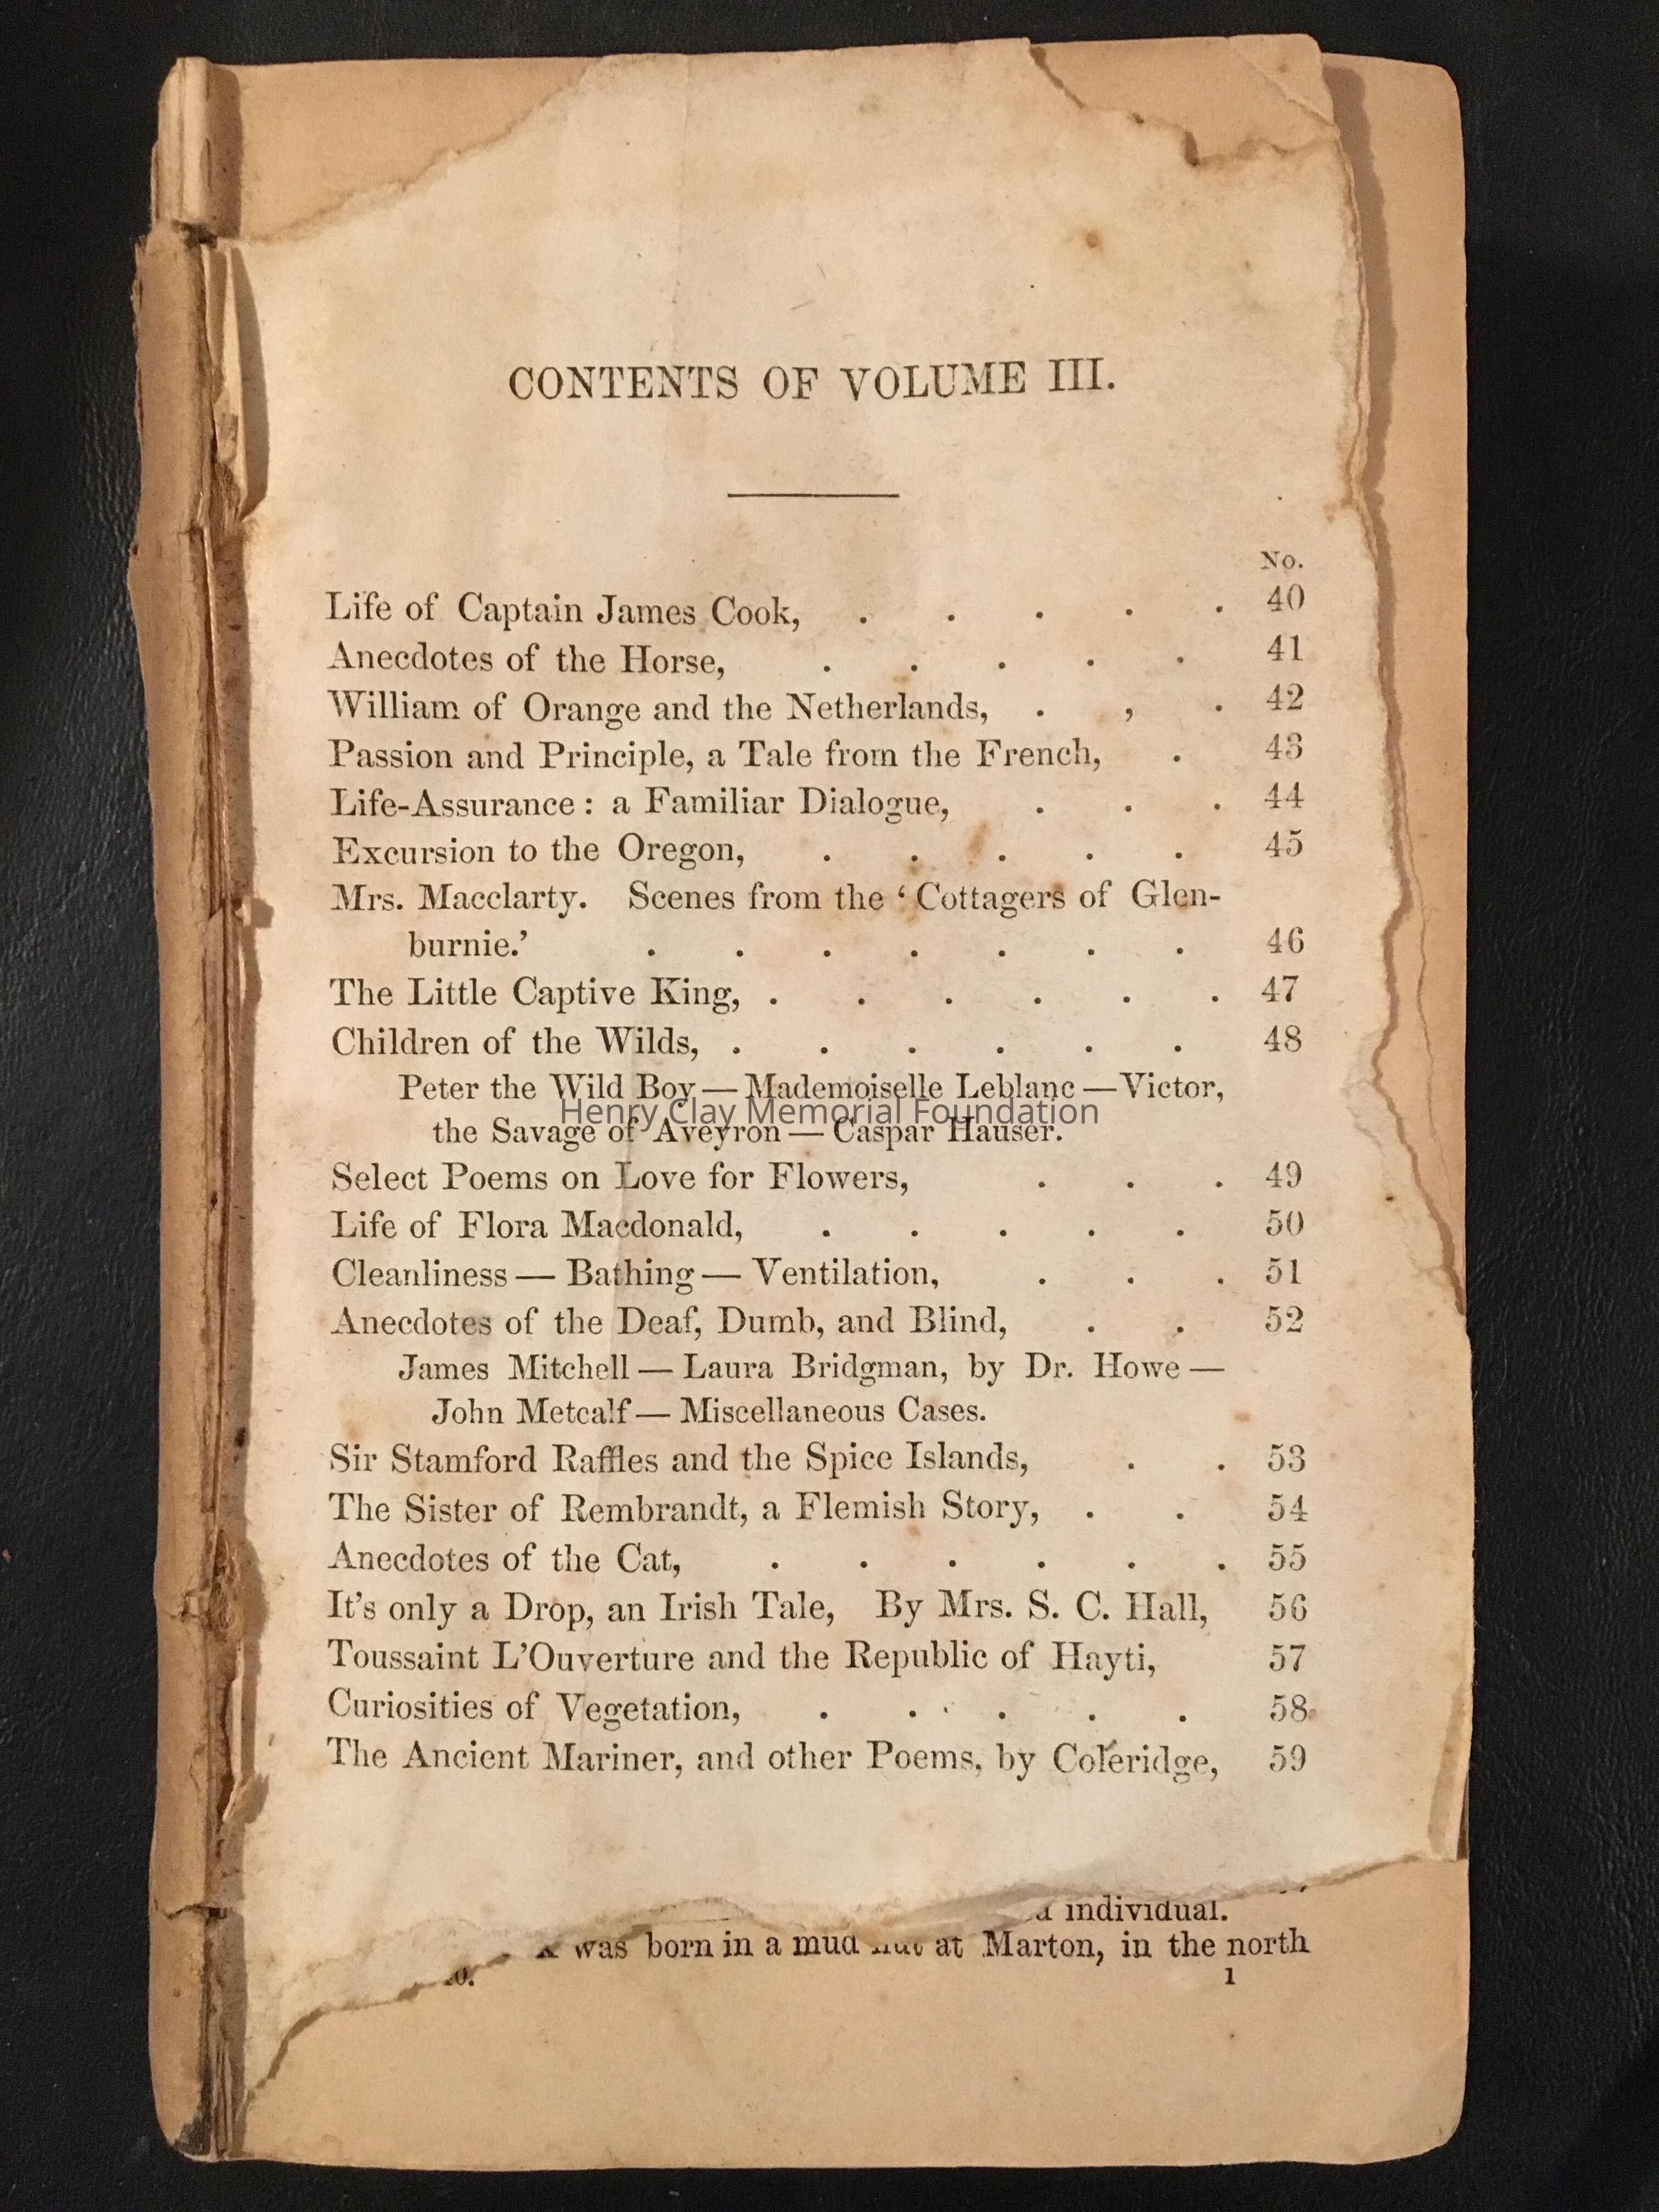 CONTENTS OF VOLUME III.
No.
Life of Captain James Cook, . . . . . 40
Anecdotes of the Horse, . . . . . 41
William of Orange and the Netherlands, . , . 42
Passion and Principle, a Tale from the French, . 43
Life-Assurance: a Familiar Dialogue, . . . 44
Excursion to the Oregon, . . . . . 45
Mrs. Macclarty. Scenes from the ‘Cottagers of Glen-
burnie.’ . . . . . . . 46
The Little Captive King, . . . . . . 47
Children of the Wilds, . . . . . . 48
Peter the Wild Boy — Mademoiselle Leblanc — Victor,
Henry Clay Memorial Foundation
the Savage of Aveyron — Caspar Hauser.
Select Poems on Love for Flowers, . . . 49
Life of Flora Macdonald, . . . . . 50
Cleanliness — Bathing — Ventilation, . . . 51
Anecdotes of the Deaf, Dumb, and Blind, . . 52
James Mitchell — Laura Bridgman, by Dr. Howe —
John Metcalf — Miscellaneous Cases.
Sir Stamford Raffles and the Spice Islands, . . 53
The Sister of Rembrandt, a Flemish Story, . . 54
Anecdotes of the Cat, . . . . . . 55
It's only a Drop, an Irish Tale, By Mrs. S. C. Hall, 56
Toussaint L'Ouverture and the Republic of Hayti, 57
Curiosities of Vegetation, . . . . . 58
The Ancient Mariner, and other Poems, by Coleridge, 59
individual.
was born in a mud at Marton, in the north
1